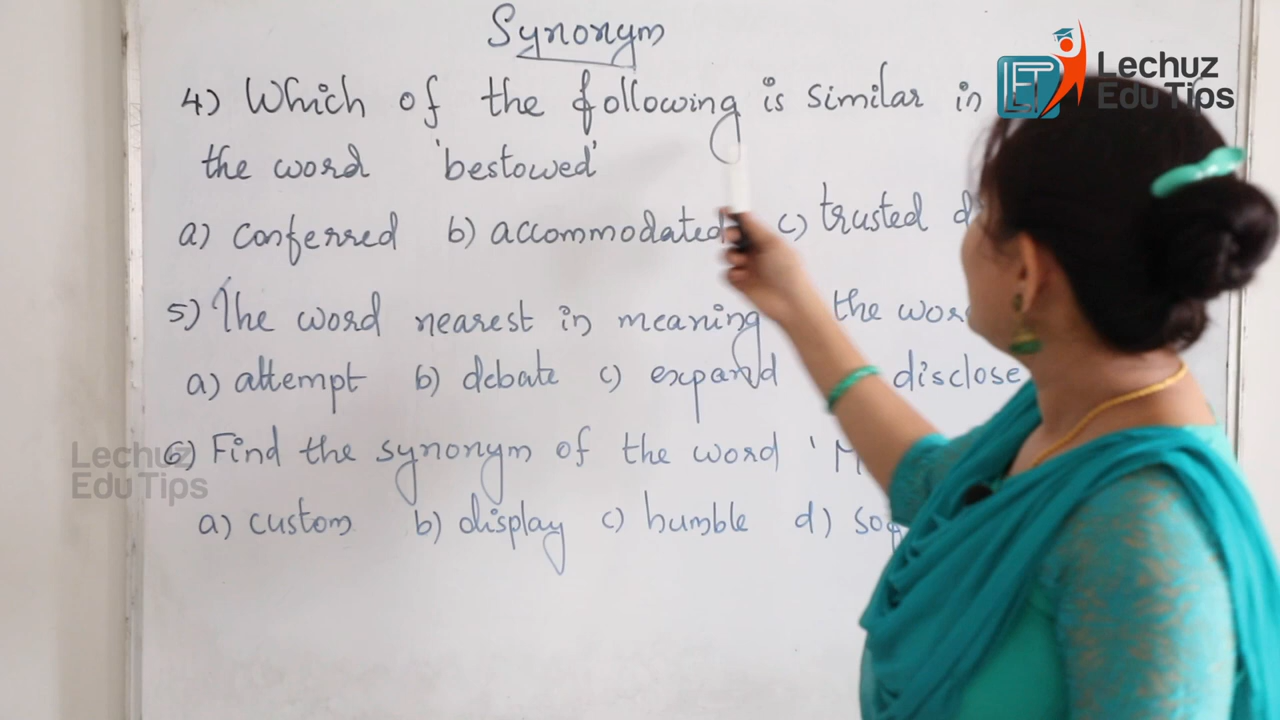 Synonym
4) Which of the following is similar in
the word 'bestowed'
a) conferred b) accommodated c) trusted
5) The word nearest in meaning the
a) attempt b) debate c) expand disclose
6) Find the synonym of the word
a) custom b) display c) humble d)
Lechuz
Edu Tips
Lechuz
Edu Tips